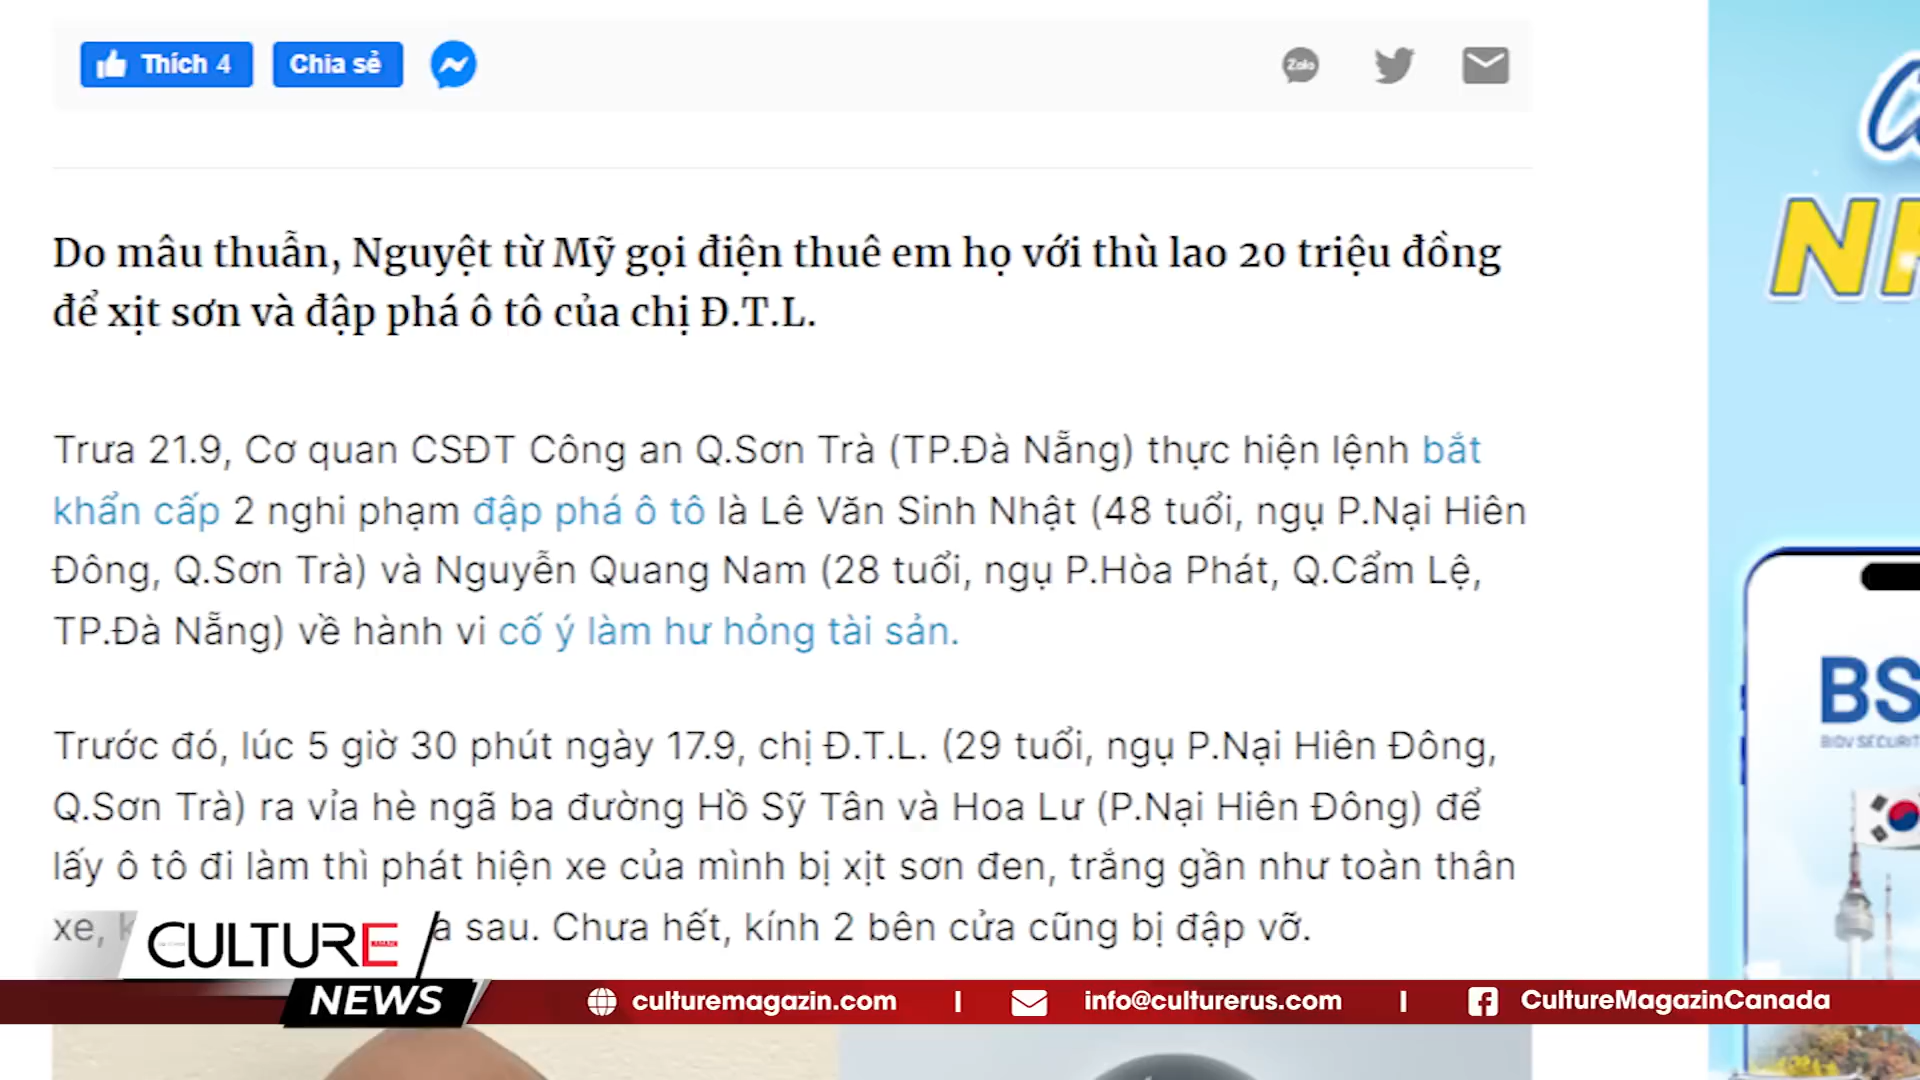 Thích 4
Chia sẻ
Zalo
Do mâu thuẫn, Nguyệt từ Mỹ gọi điện thuê em họ với thù lao 20 triệu đồng
để xịt sơn và đập phá ô tô của chị Đ.T.L.
Trưa 21.9, Cơ quan CSĐT Công an Q.Sơn Trà (TP.Đà Nẵng) thực hiện lệnh bắt
khẩn cấp 2 nghi phạm đập phá ô tô là Lê Văn Sinh Nhật (48 tuổi, ngụ P.Nại Hiên
Đông, Q.Sơn Trà) và Nguyễn Quang Nam (28 tuổi, ngụ P.Hòa Phát, Q.Cẩm Lệ,
TP.Đà Nẵng) về hành vi cố ý làm hư hỏng tài sản.
Trước đó, lúc 5 giờ 30 phút ngày 17.9, chị Đ.T.L. (29 tuổi, ngụ P.Nại Hiên Đông,
Q.Sơn Trà) ra vỉa hè ngã ba đường Hồ Sỹ Tân và Hoa Lư (P.Nại Hiên Đông) để
lấy ô tô đi làm thì phát hiện xe của mình bị xịt sơn đen, trắng gần như toàn thân
xe, sau. Chưa hết, kính 2 bên cửa cũng bị đập vỡ.
BS
CULTURE
NEWS
culturemagazin.com | info@culturerus.com | CultureMagazinCanada